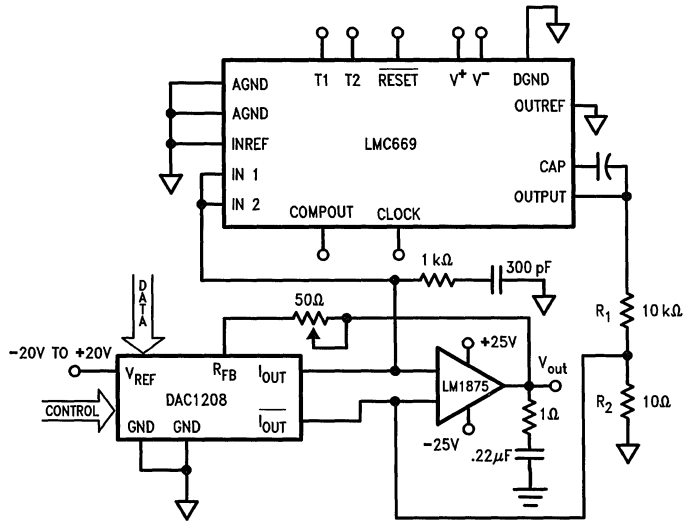 T1 T2 RESET V+ V- DGND
AGND
AGND
INREF
IN 1
IN 2
LMC669
OUTREF
CAP
OUTPUT
COMPOUT CLOCK
1 kΩ
300 pF
DATA
50Ω
R1 10 kΩ
-20V TO +20V
VREF
RFB
IOUT
DAC1208
IOUT
GND GND
CONTROL
+25V
LM1875
-25V
Vout
1Ω
.22μF
R2 10Ω